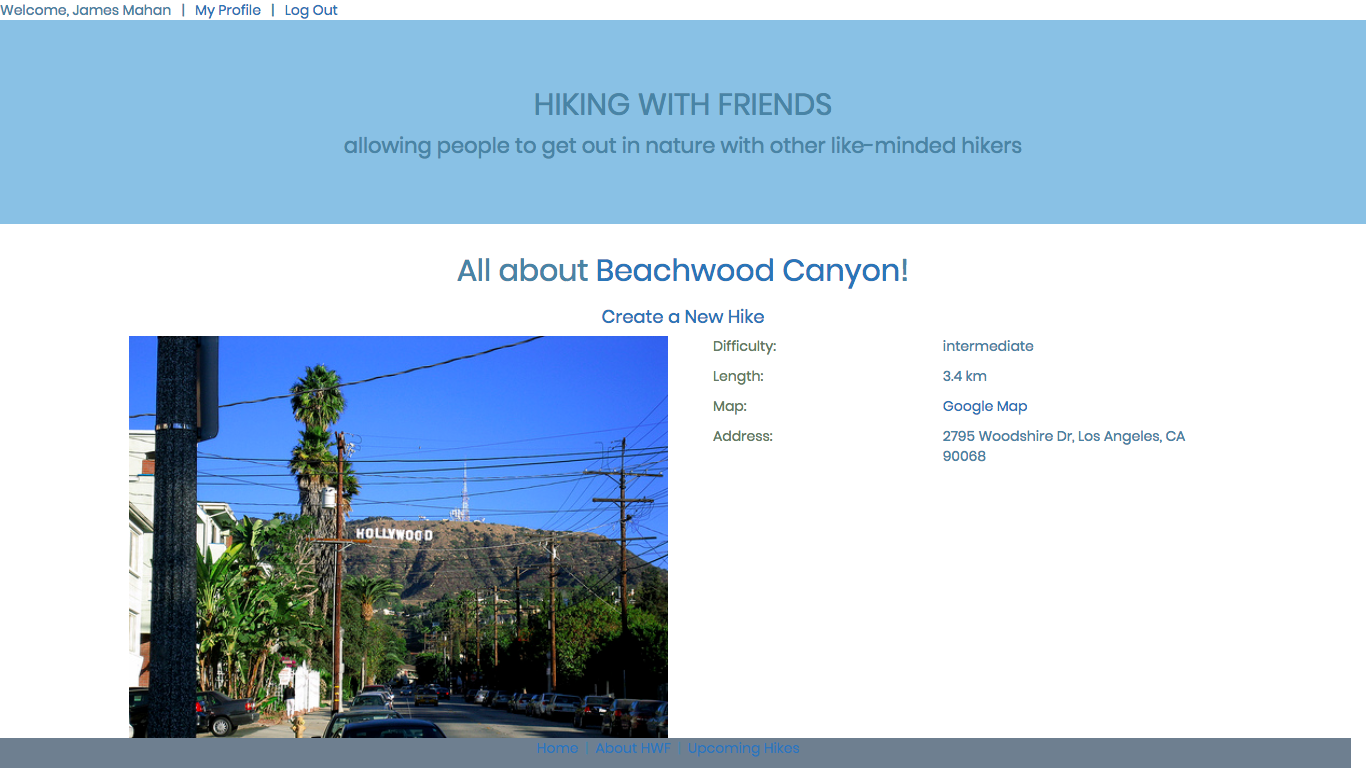 Welcome, James Mahan | My Profile | Log Out
HIKING WITH FRIENDS
allowing people to get out in nature with other like-minded hikers
All about Beachwood Canyon!
Create a New Hike
Difficulty: intermediate
Length: 3.4 km
Map: Google Map
Address: 2795 Woodshire Dr, Los Angeles, CA
90068
HOLLYWOOD
Home | About HWF | Upcoming Hikes